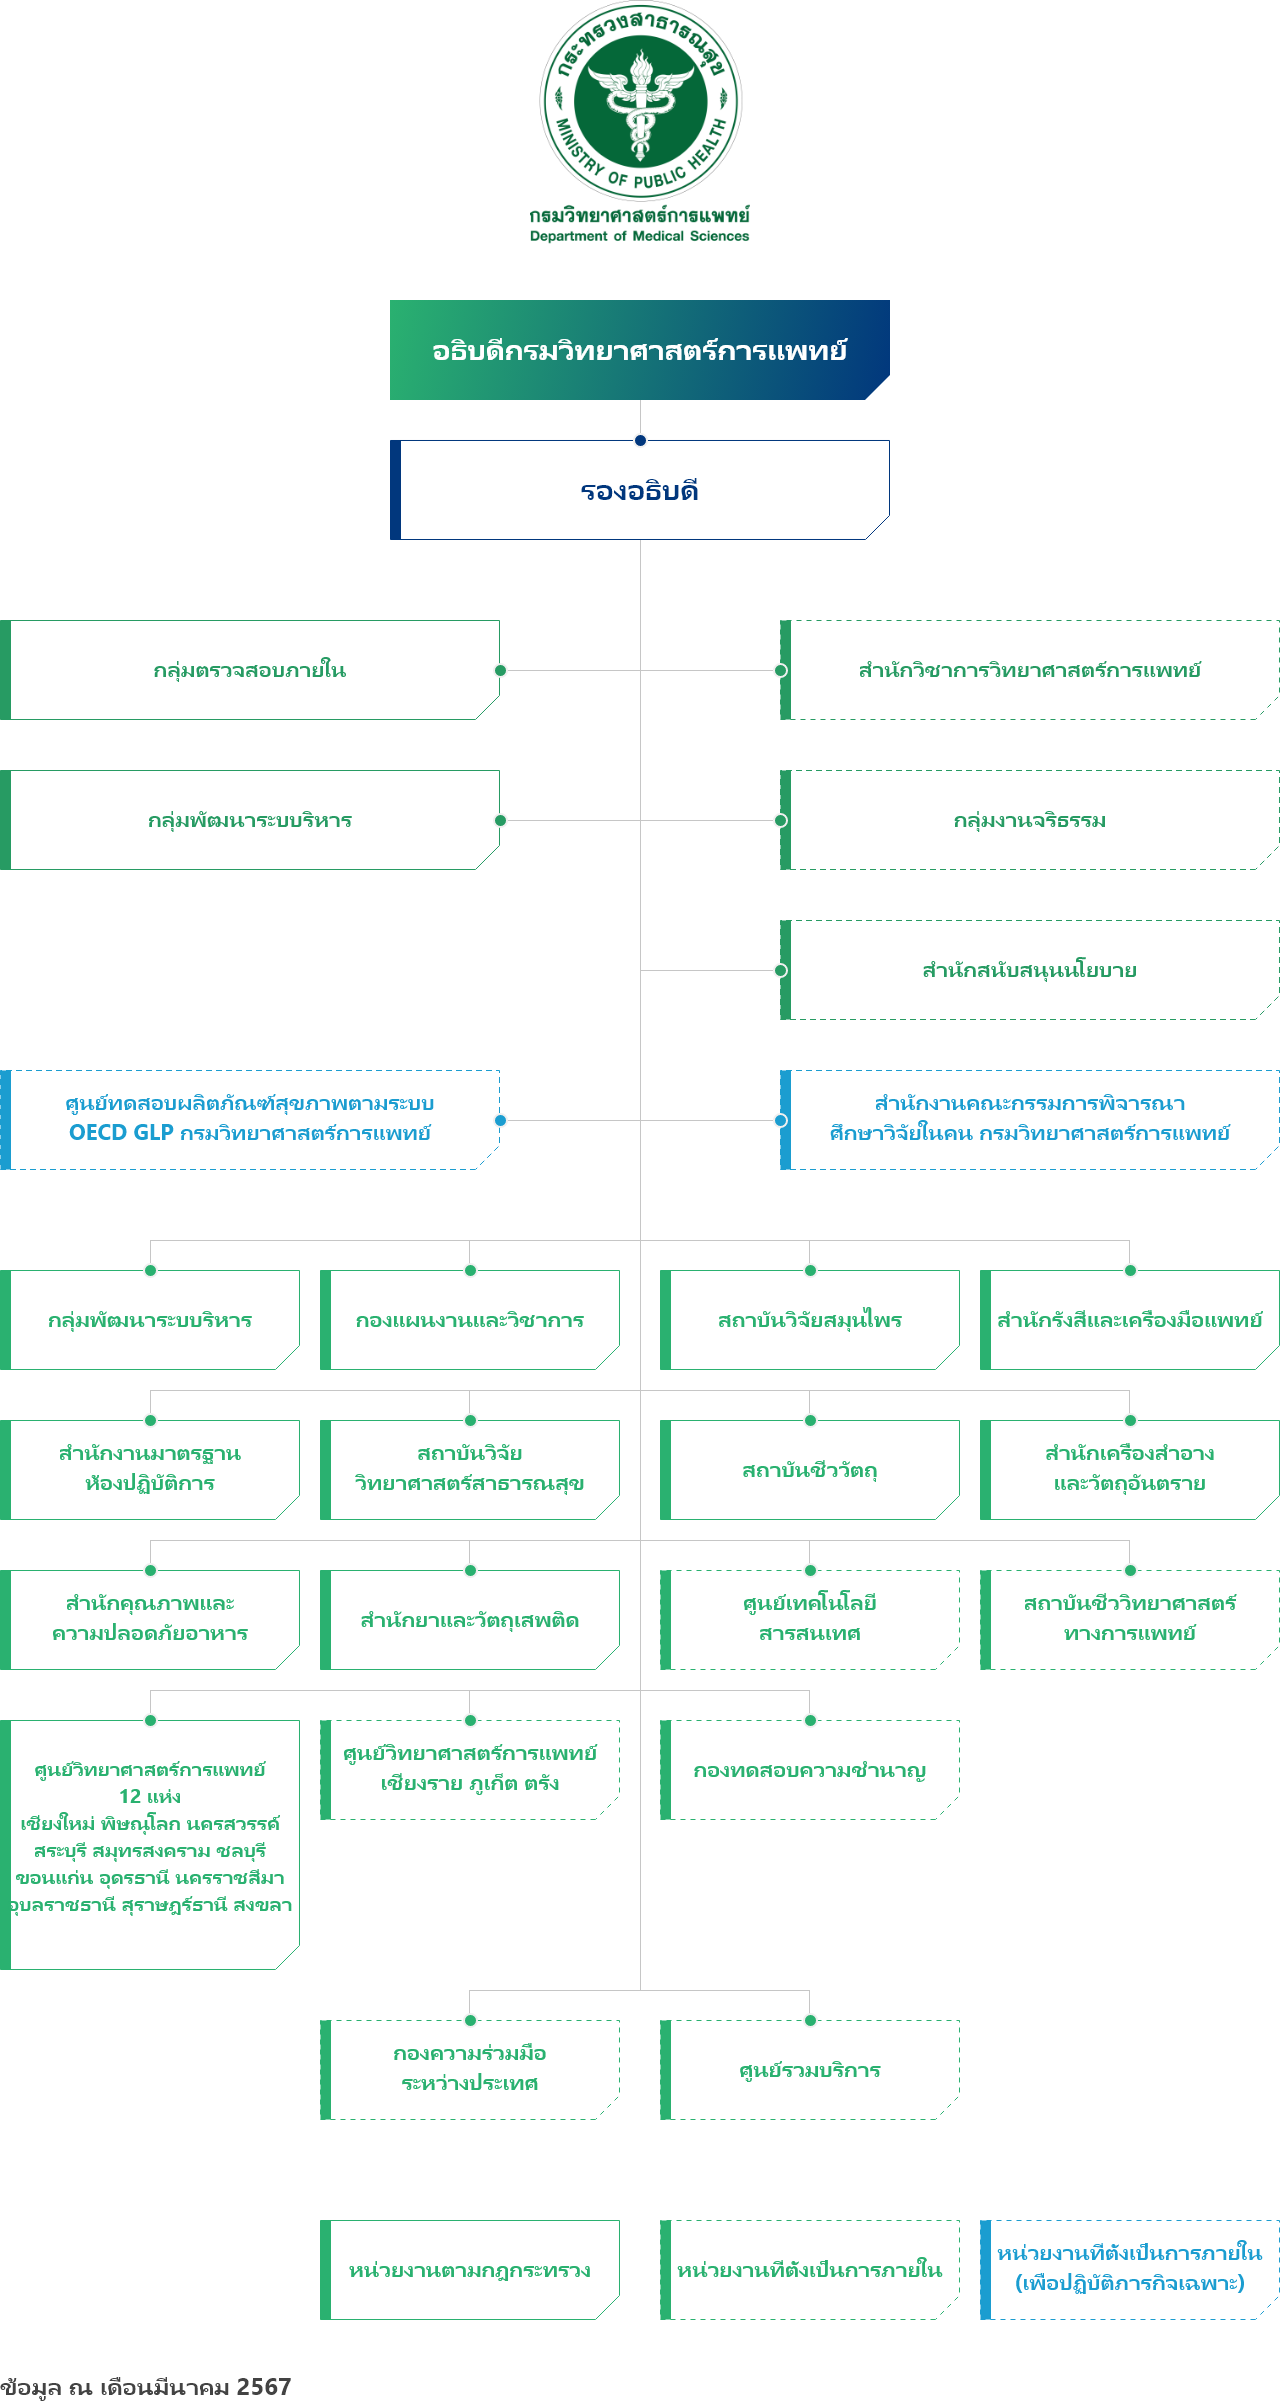 กระทรวงสาธารณสุข
MINISTRY OF PUBLIC HEALTH
กรมวิทยาศาสตร์การแพทย์
Department of Medical Sciences
อธิบดีกรมวิทยาศาสตร์การแพทย์
รองอธิบดี
กลุ่มตรวจสอบภายใน
สำนักวิชาการวิทยาศาสตร์การแพทย์
กลุ่มพัฒนาระบบริหาร
กลุ่มงานจริธรรม
สำนักสนับสนุนนโยบาย
ศูนย์ทดสอบผลิตภัณฑ์สุขภาพตามระบบ
OECD GLP กรมวิทยาศาสตร์การแพทย์
สำนักงานคณะกรรมการพิจารณา
ศึกษาวิจัยในคน กรมวิทยาศาสตร์การแพทย์
กลุ่มพัฒนาระบบริหาร
กองแผนงานและวิชาการ
สถาบันวิจัยสมุนไพร
สำนักรังสีและเครื่องมือแพทย์
สำนักงานมาตรฐาน
ห้องปฏิบัติการ
สถาบันวิจัย
วิทยาศาสตร์สาธารณสุข
สถาบันชีววัตถุ
สำนักเครื่องสำอาง
และวัตถุอันตราย
สำนักคุณภาพและ
ความปลอดภัยอาหาร
สำนักยาและวัตถุเสพติด
ศูนย์เทคโนโลยี
สารสนเทศ
สถาบันชีววิทยาศาสตร์
ทางการแพทย์
ศูนย์วิทยาศาสตร์การแพทย์
12 แห่ง
เชียงใหม่ พิษณุโลก นครสวรรค์
สระบุรี สมุทรสงคราม ชลบุรี
ขอนแก่น อุดรธานี นครราชสีมา
อุบลราชธานี สุราษฎร์ธานี สงขลา
ศูนย์วิทยาศาสตร์การแพทย์
เชียงราย ภูเก็ต ตรัง
กองทดสอบความชำนาญ
กองความร่วมมือ
ระหว่างประเทศ
ศูนย์รวมบริการ
หน่วยงานตามกฎกระทรวง
หน่วยงานที่ตั้งเป็นการภายใน
หน่วยงานที่ตั้งเป็นการภายใน
(เพื่อปฏิบัติภารกิจเฉพาะ)
ข้อมูล ณ เดือนมีนาคม 2567